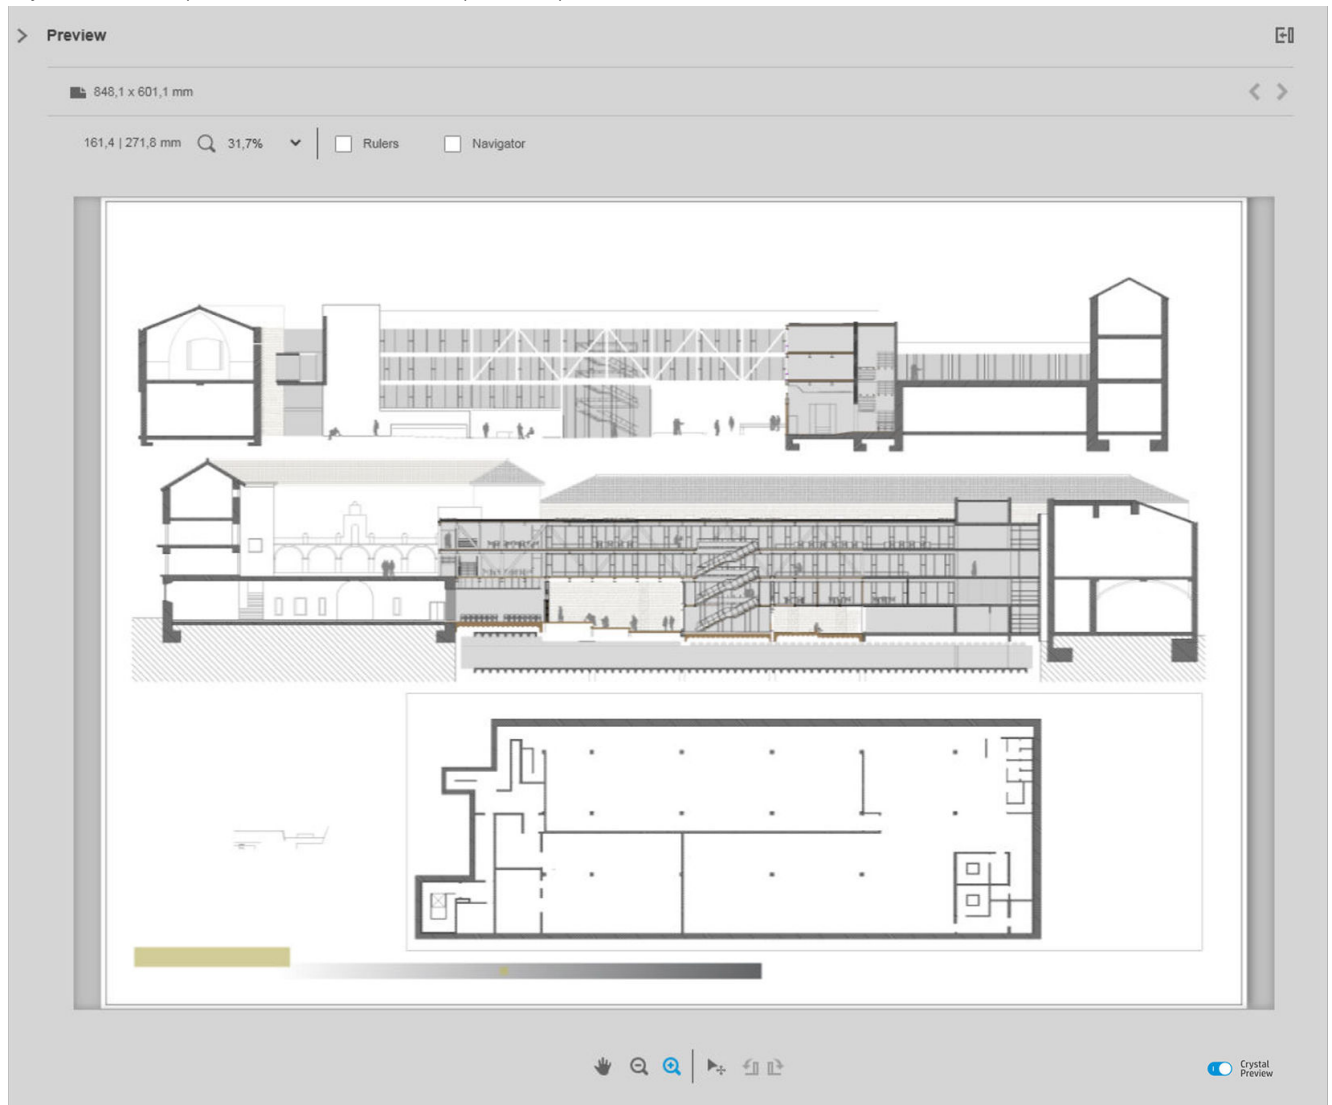 Preview
848,1 x 601,1 mm
161,4 | 271,8 mm 31,7% Rulers Navigator
Crystal
Preview